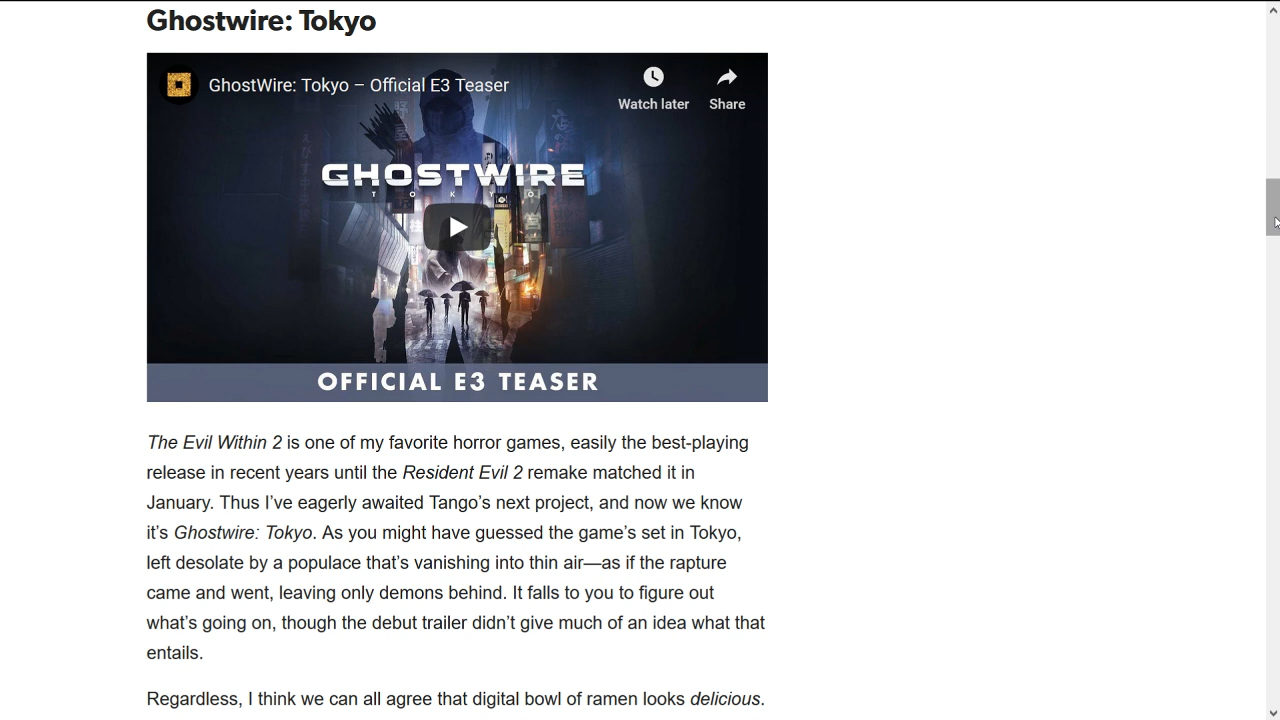 Ghostwire: Tokyo
GhostWire: Tokyo – Official E3 Teaser
Watch later
Share
GHOSTWIRE
TOKYO
OFFICIAL E3 TEASER
The Evil Within 2 is one of my favorite horror games, easily the best-playing
release in recent years until the Resident Evil 2 remake matched it in
January. Thus I’ve eagerly awaited Tango’s next project, and now we know
it’s Ghostwire: Tokyo. As you might have guessed the game’s set in Tokyo,
left desolate by a populace that’s vanishing into thin air—as if the rapture
came and went, leaving only demons behind. It falls to you to figure out
what’s going on, though the debut trailer didn’t give much of an idea what that
entails.
Regardless, I think we can all agree that digital bowl of ramen looks delicious.